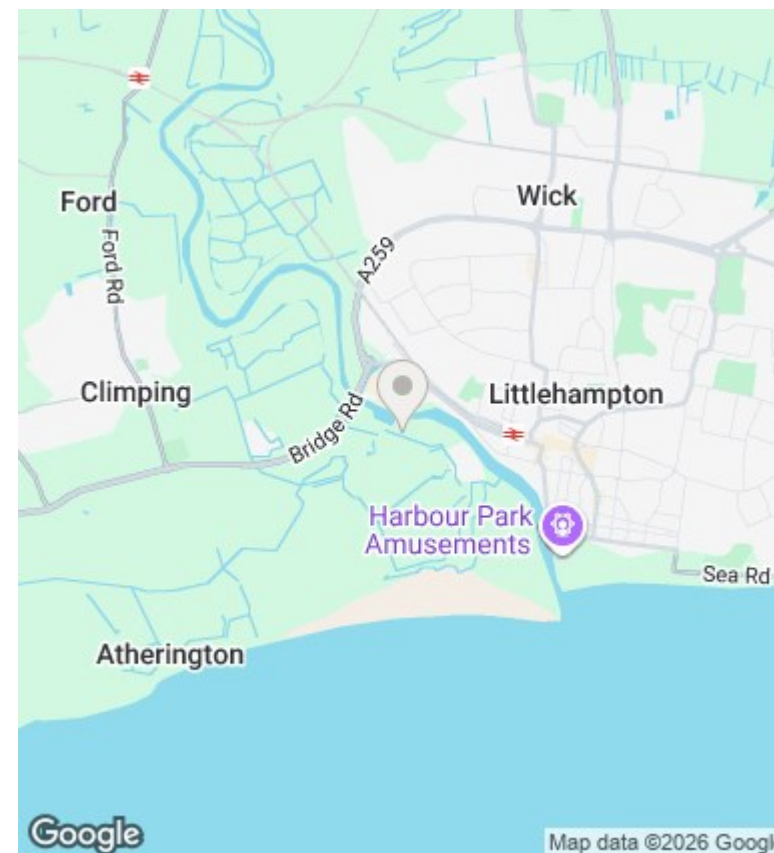 Wick
Ford
A259
Ford Rd
Climping
Littlehampton
Bridge Rd
Harbour Park
Amusements
Sea Rd
Atherington
Google
Map data ©2026 Google